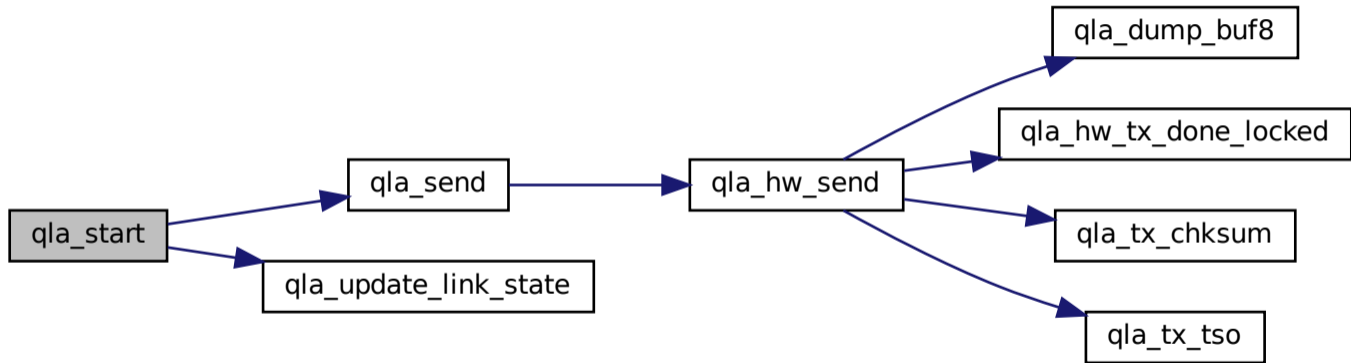 qla_start
qla_send
qla_update_link_state
qla_hw_send
qla_dump_buf8
qla_hw_tx_done_locked
qla_tx_chksum
qla_tx_tso